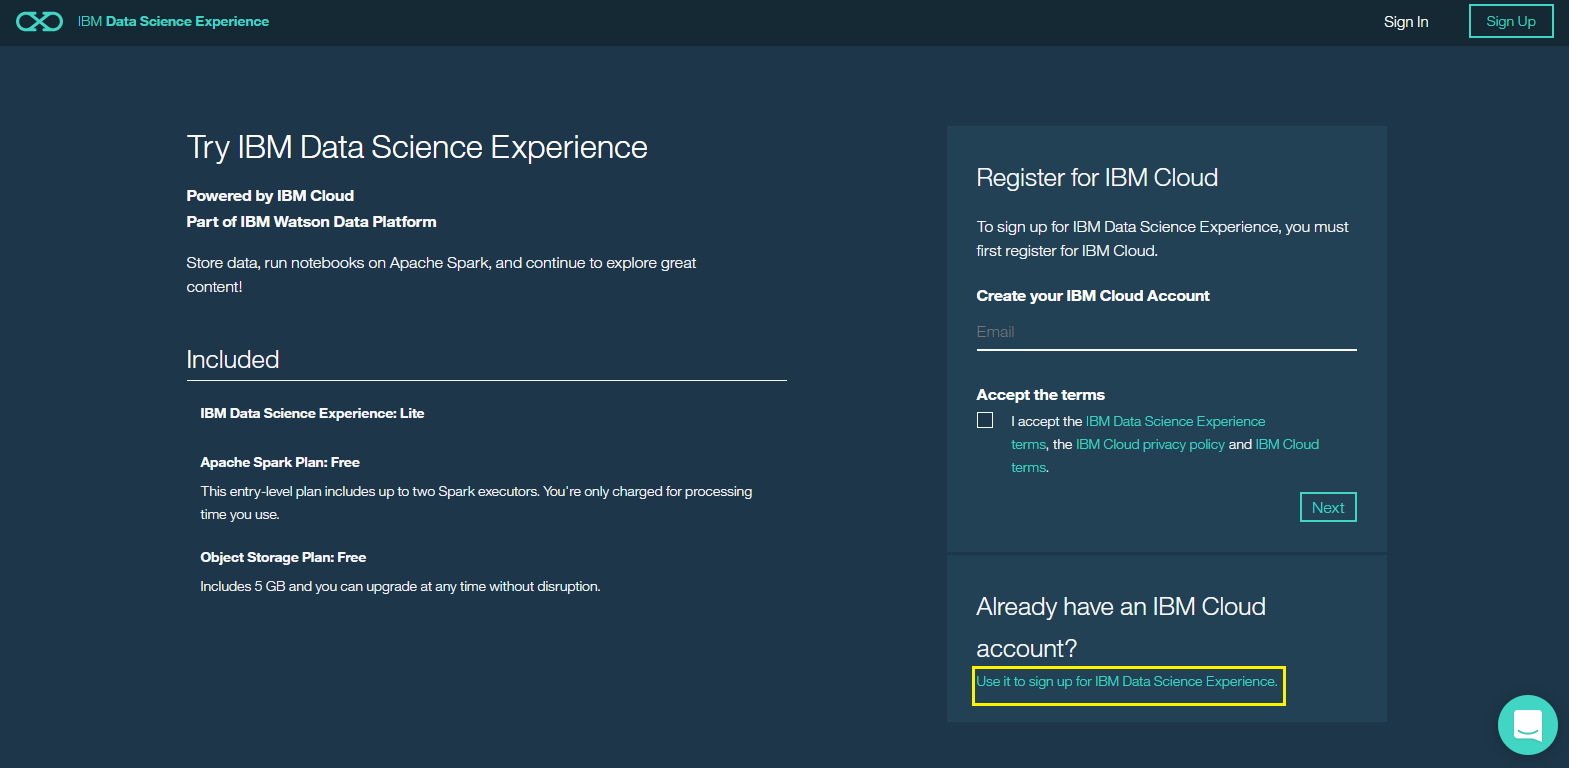 IBM Data Science Experience
Sign In
Sign Up
Try IBM Data Science Experience
Powered by IBM Cloud
Part of IBM Watson Data Platform
Store data, run notebooks on Apache Spark, and continue to explore great
content!
Included
IBM Data Science Experience: Lite
Apache Spark Plan: Free
This entry-level plan includes up to two Spark executors. You're only charged for processing
time you use.
Object Storage Plan: Free
Includes 5 GB and you can upgrade at any time without disruption.
Register for IBM Cloud
To sign up for IBM Data Science Experience, you must
first register for IBM Cloud.
Create your IBM Cloud Account
Email
Accept the terms
I accept the IBM Data Science Experience
terms, the IBM Cloud privacy policy and IBM Cloud
terms.
Next
Already have an IBM Cloud
account?
Use it to sign up for IBM Data Science Experience.